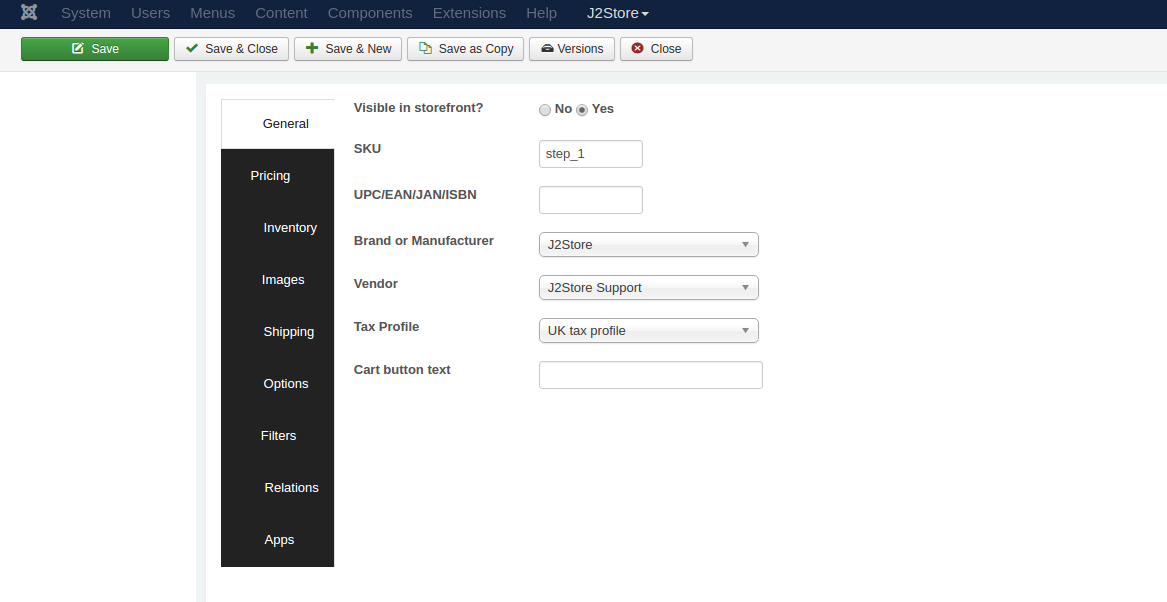 System Users Menus Content Components Extensions Help J2Store
Save Save & Close Save & New Save as Copy Versions Close
General
Pricing
Inventory
Images
Shipping
Options
Filters
Relations
Apps
Visible in storefront? No Yes
SKU step_1
UPC/EAN/JAN/ISBN
Brand or Manufacturer J2Store
Vendor J2Store Support
Tax Profile UK tax profile
Cart button text